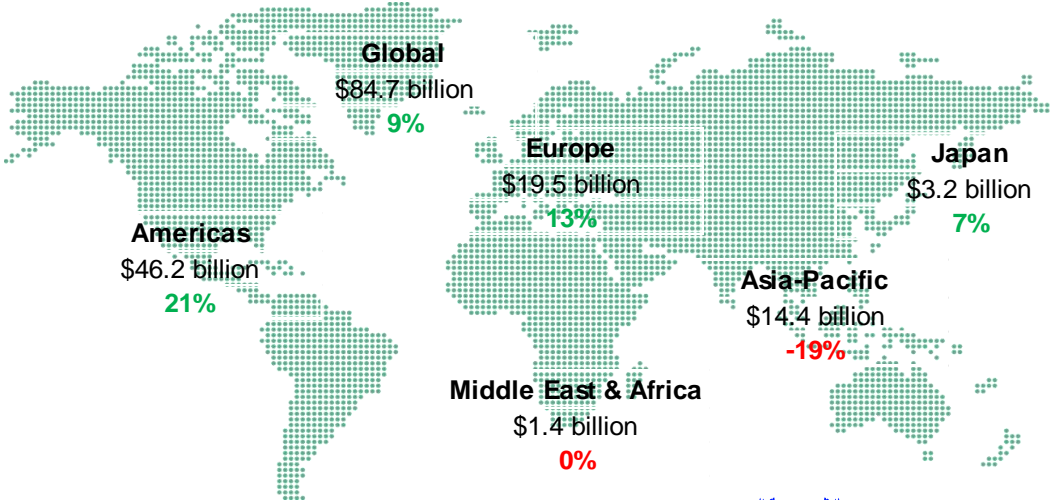 Global
$84.7 billion
9%
Europe
$19.5 billion
13%
Japan
$3.2 billion
7%
Americas
$46.2 billion
21%
Asia-Pacific
$14.4 billion
-19%
Middle East & Africa
$1.4 billion
0%